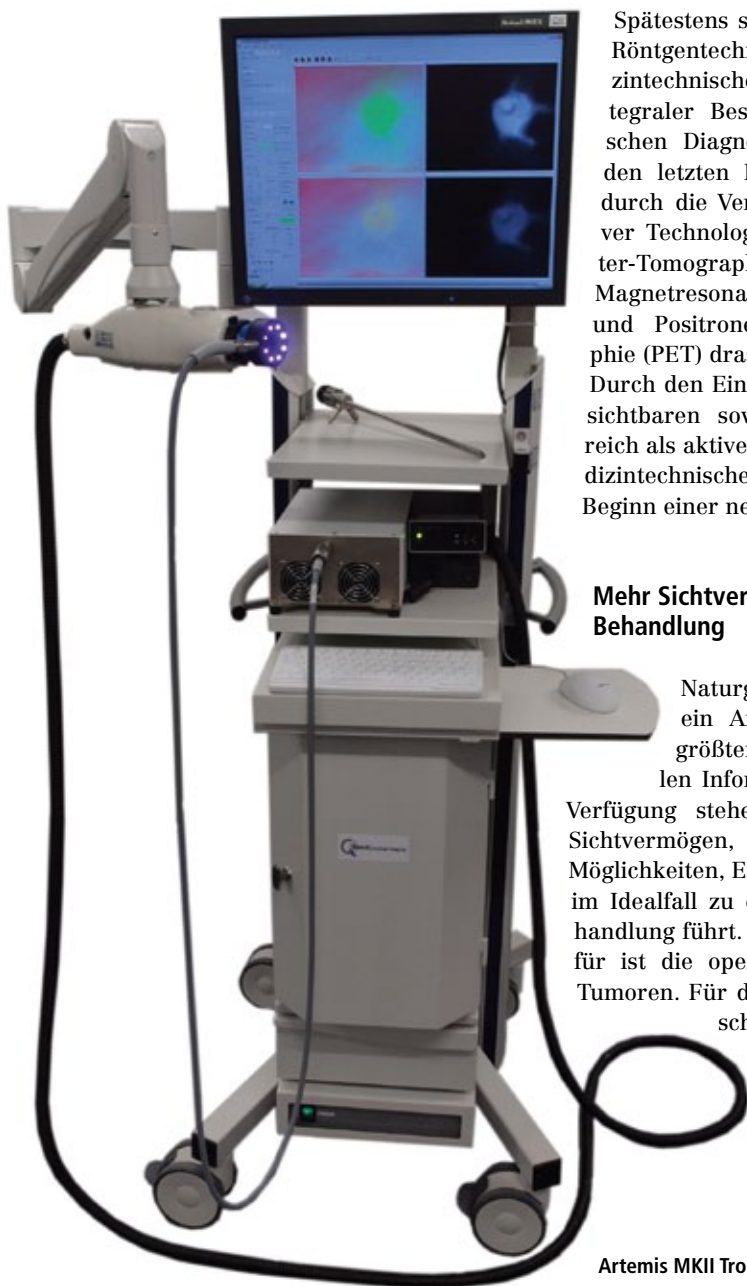 Spätestens s
Röntgentechn
zintechnische
tegraler Bes
schen Diagn
den letzten
durch die Ver
ver Technolog
ter-Tomograph
Magnetresona
und Positrone
phie (PET) dra
Durch den Ein
sichtbaren sov
reich als aktive
dizintechnische
Beginn einer ne
Mehr Sichtver
Behandlung
Naturg
ein A
größter
len Infor
Verfügung stehe
Sichtvermögen,
Möglichkeiten, E
im Idealfall zu
handlung führt.
für ist die ope
Tumoren. Für d
sch
Artemis MKII Tro